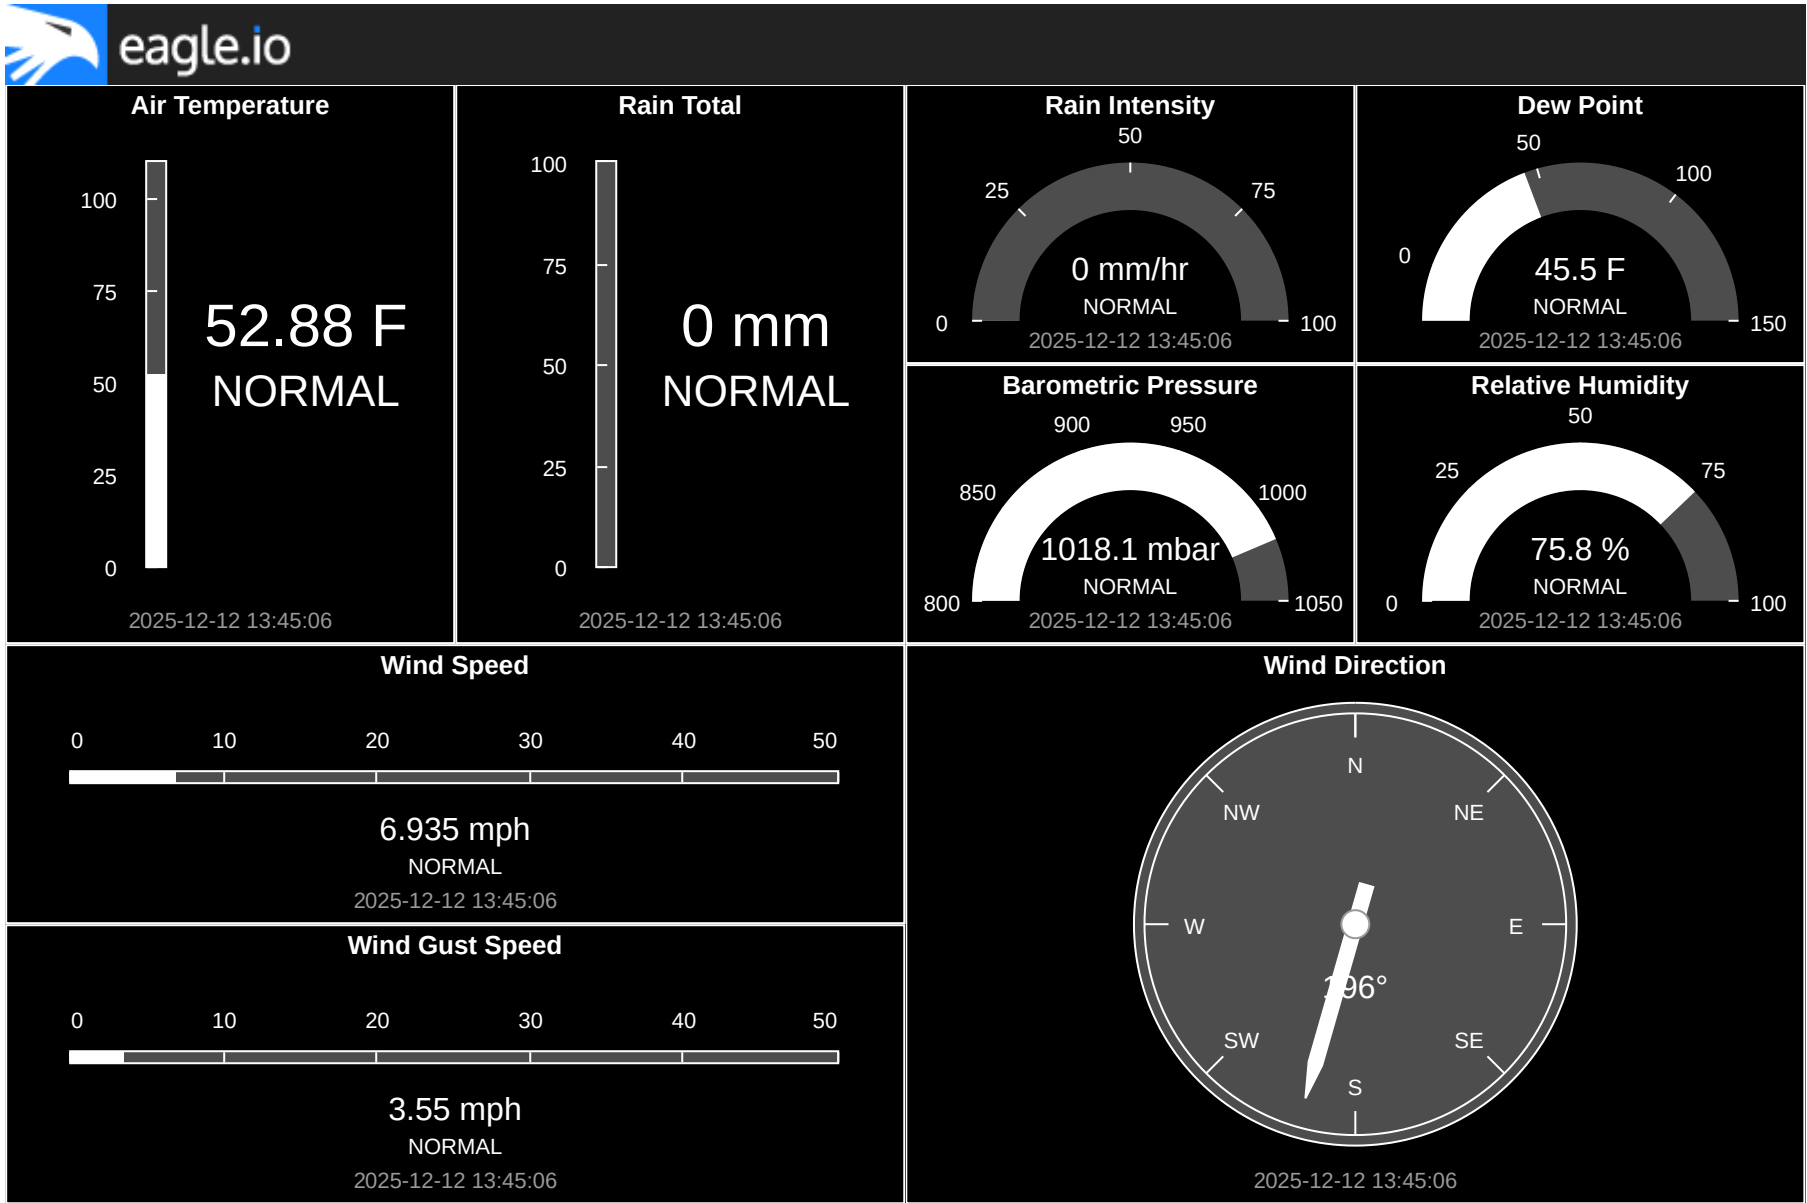 eagle.io
Air Temperature
100
75
50
25
0
52.88 F
NORMAL
2025-12-12 13:45:06
Rain Total
100
75
50
25
0
0 mm
NORMAL
2025-12-12 13:45:06
Rain Intensity
50
25
75
0
100
0 mm/hr
NORMAL
2025-12-12 13:45:06
Dew Point
50
100
0
150
45.5 F
NORMAL
2025-12-12 13:45:06
Barometric Pressure
900
950
850
1000
800
1050
1018.1 mbar
NORMAL
2025-12-12 13:45:06
Relative Humidity
50
25
75
0
100
75.8 %
NORMAL
2025-12-12 13:45:06
Wind Speed
0 10 20 30 40 50
6.935 mph
NORMAL
2025-12-12 13:45:06
Wind Gust Speed
0 10 20 30 40 50
3.55 mph
NORMAL
2025-12-12 13:45:06
Wind Direction
N
NW
NE
W
E
196°
SW
SE
S
2025-12-12 13:45:06